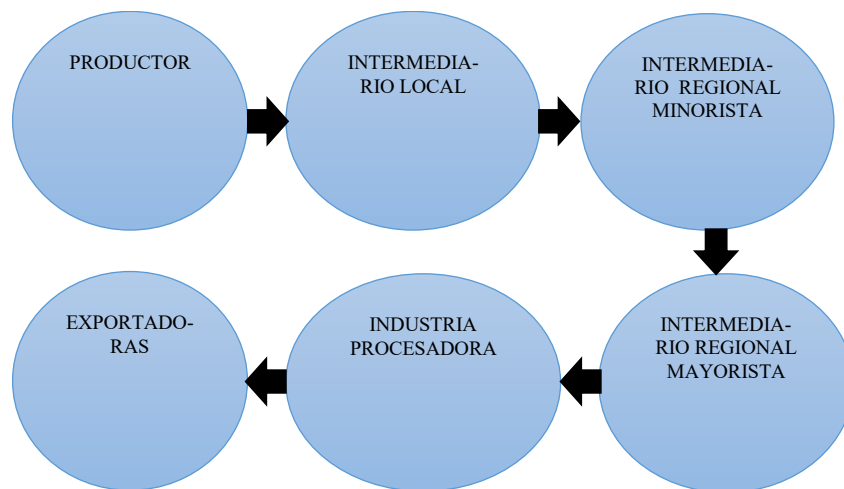 PRODUCTOR
INTERMEDIA-
RIO LOCAL
INTERMEDIA-
RIO REGIONAL
MINORISTA
EXPORTADO-
RAS
INDUSTRIA
PROCESADORA
INTERMEDIA-
RIO REGIONAL
MAYORISTA